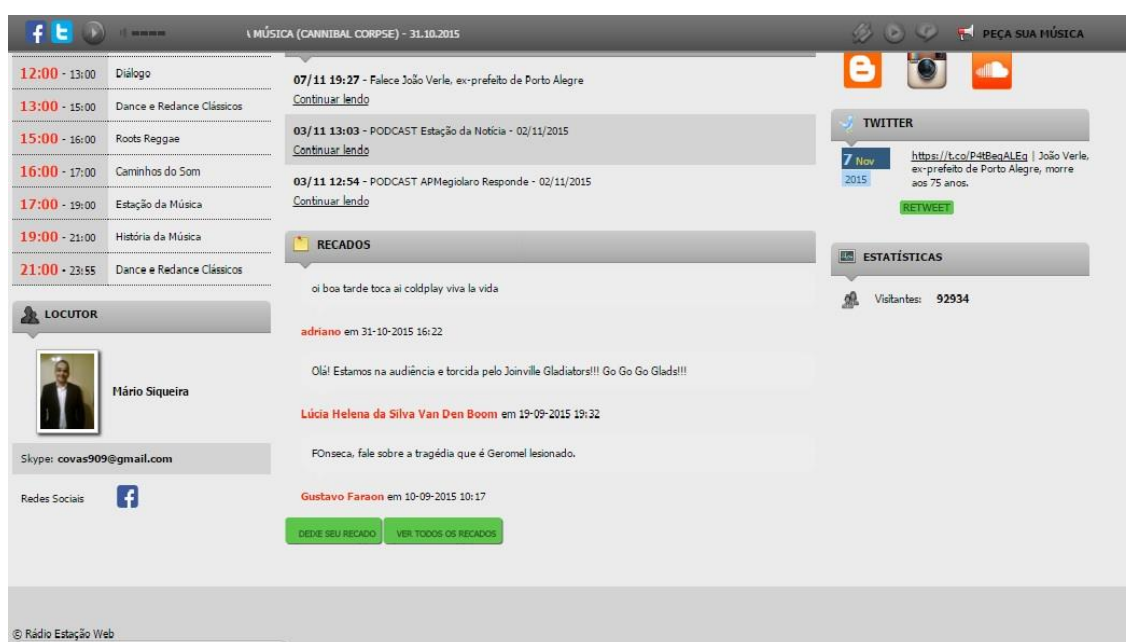 \ MÚSICA (CANNIBAL CORPSE) - 31.10.2015
PEÇA SUA MÚSICA
12:00 - 13:00 Diálogo
13:00 - 15:00 Dance e Redance Clássicos
15:00 - 16:00 Roots Reggae
16:00 - 17:00 Caminhos do Som
17:00 - 19:00 Estação da Música
19:00 - 21:00 História da Música
21:00 - 23:55 Dance e Redance Clássicos
LOCUTOR
Mário Siqueira
Skype: covas909@gmail.com
Redes Sociais
07/11 19:27 - Falece João Verle, ex-prefeito de Porto Alegre
Continuar lendo
03/11 13:03 - PODCAST Estação da Notícia - 02/11/2015
Continuar lendo
03/11 12:54 - PODCAST APMegiolaro Responde - 02/11/2015
Continuar lendo
RECADOS
oi boa tarde toca ai coldplay viva la vida
adriano em 31-10-2015 16:22
Olá! Estamos na audiência e torcida pelo Joinville Gladiators!!! Go Go Go Glads!!!
Lúcia Helena da Silva Van Den Boom em 19-09-2015 19:32
FOnseca, fale sobre a tragédia que é Geromel lesionado.
Gustavo Faraon em 10-09-2015 10:17
DEIXE SEU RECADO VER TODOS OS RECADOS
TWITTER
7 Nov
2015
https://t.co/P4tBeqALEg | João Verle,
ex-prefeito de Porto Alegre, morre
aos 75 anos.
RETWEET
ESTATÍSTICAS
Visitantes: 92934
© Rádio Estação Web